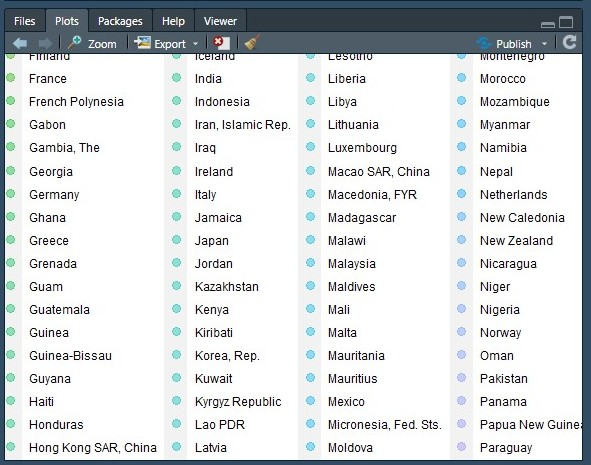 Files Plots Packages Help Viewer
Zoom Export Publish
Finland Iceland Lesotho Montenegro
France India Liberia Morocco
French Polynesia Indonesia Libya Mozambique
Gabon Iran, Islamic Rep. Lithuania Myanmar
Gambia, The Iraq Luxembourg Namibia
Georgia Ireland Macao SAR, China Nepal
Germany Italy Macedonia, FYR Netherlands
Ghana Jamaica Madagascar New Caledonia
Greece Japan Malawi New Zealand
Grenada Jordan Malaysia Nicaragua
Guam Kazakhstan Maldives Niger
Guatemala Kenya Mali Nigeria
Guinea Kiribati Malta Norway
Guinea-Bissau Korea, Rep. Mauritania Oman
Guyana Kuwait Mauritius Pakistan
Haiti Kyrgyz Republic Mexico Panama
Honduras Lao PDR Micronesia, Fed. Sts. Papua New Guine
Hong Kong SAR, China Latvia Moldova Paraguay